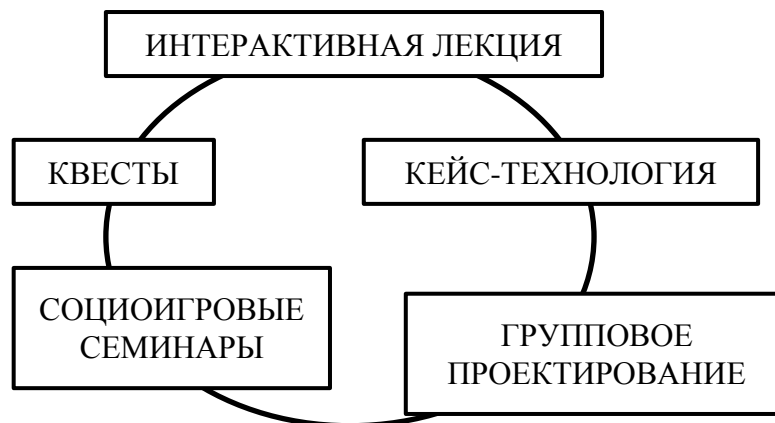 ИНТЕРАКТИВНАЯ ЛЕКЦИЯ
КВЕСТЫ
КЕЙС-ТЕХНОЛОГИЯ
СОЦИОИГРОВЫЕ
СЕМИНАРЫ
ГРУППОВОЕ
ПРОЕКТИРОВАНИЕ